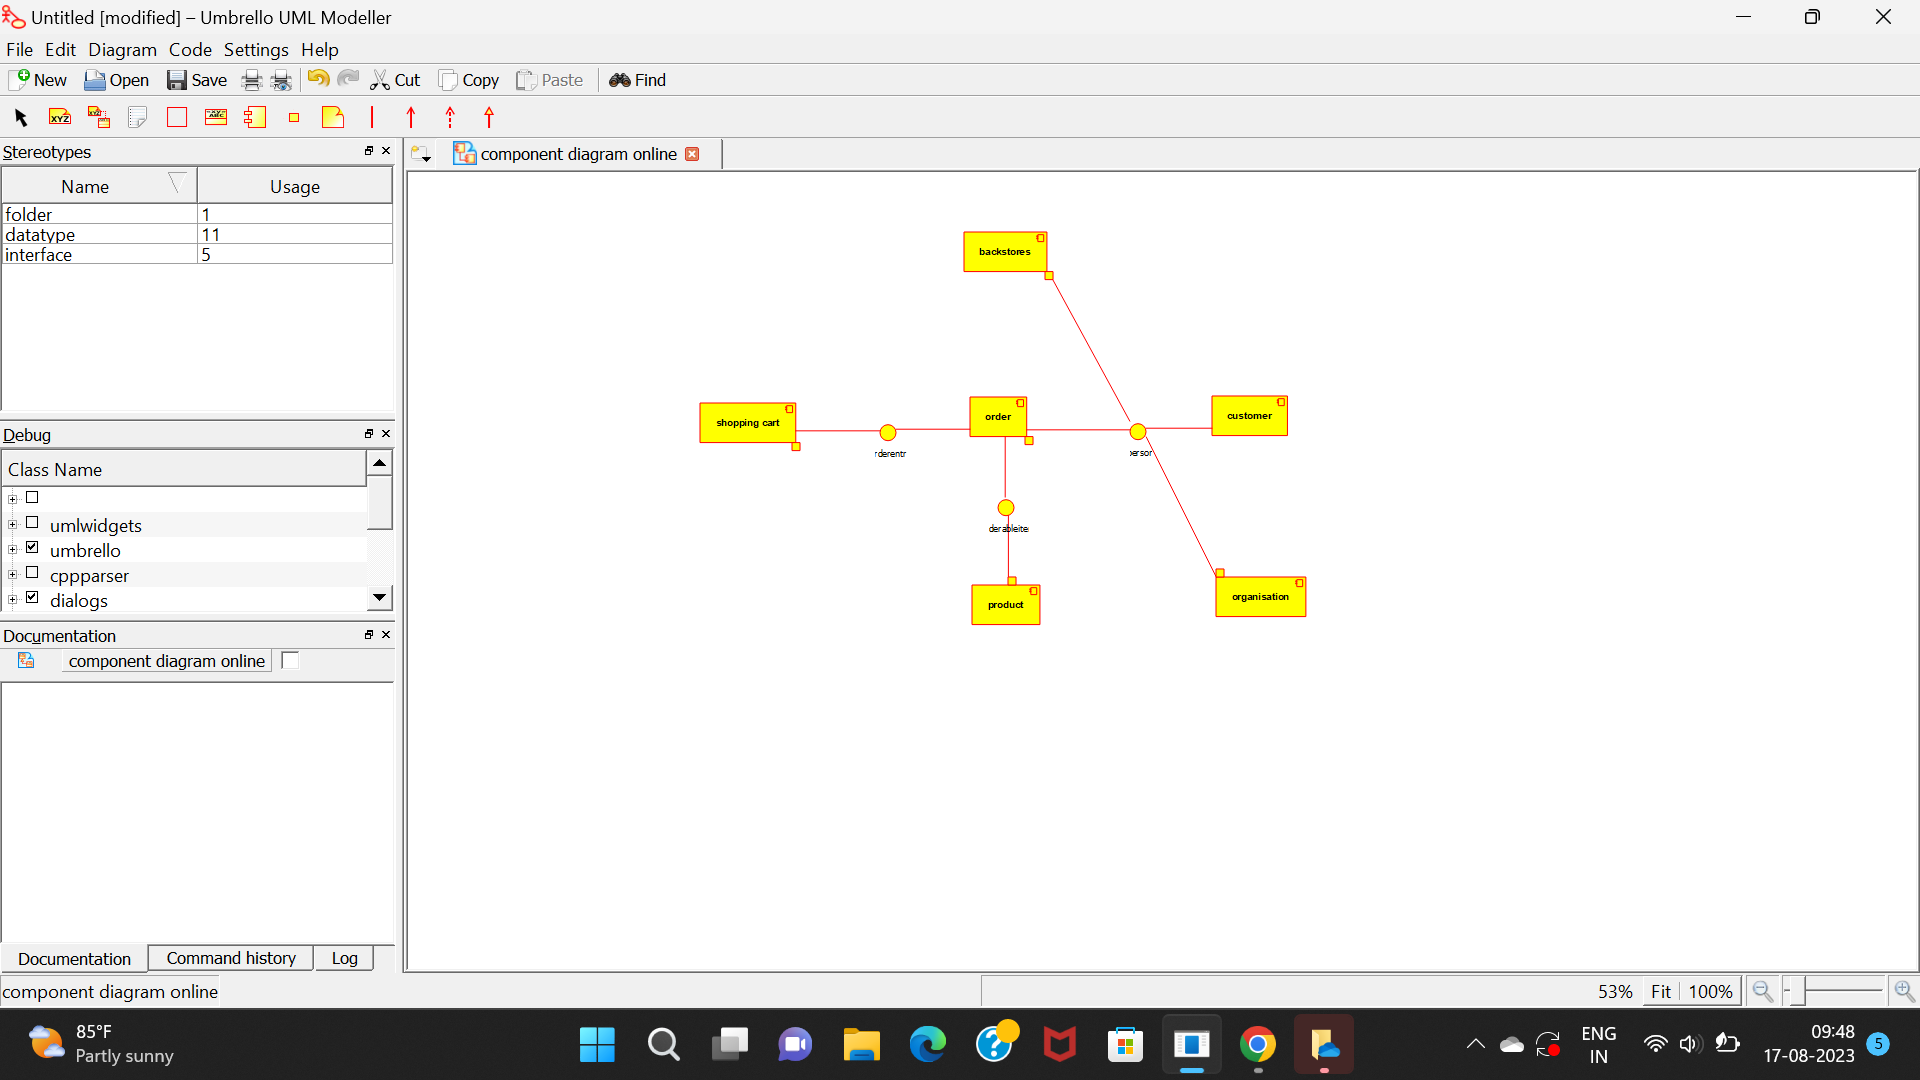 Untitled [modified] – Umbrello UML Modeller
File Edit Diagram Code Settings Help
New Open Save Cut Copy Paste Find
XYZ
Stereotypes
Name Usage
folder 1
datatype 11
interface 5
Debug
Class Name
umlwidgets
umbrello
cppparser
dialogs
Documentation
component diagram online
Documentation Command history Log
component diagram online
component diagram online
backstores
shopping cart
order
customer
rderentr
ersor
derableite
product
organisation
53% Fit 100%
85°F
Partly sunny
ENG
IN
09:48
17-08-2023
5